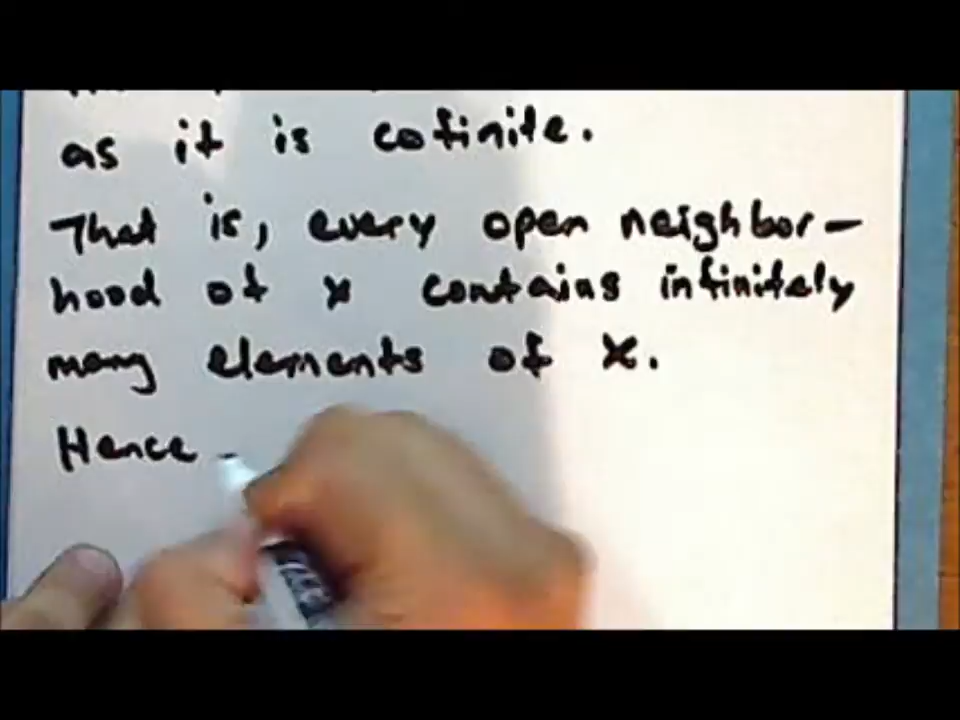 as it is cofinite.
That is, every open neighbor-
hood of x contains infinitely
many elements of X.
Hence